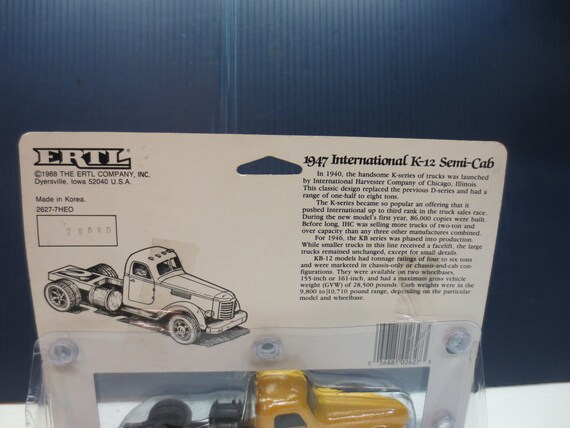 ERTL
©1988 THE ERTL COMPANY, INC.
Dyersville, Iowa 52040 U.S.A.
Made in Korea.
2627-7HEO
1947 International K-12 Semi-Cab
In 1940, the handsome K-series of trucks was launched
by International Harvester Company of Chicago, Illinois.
This classic design replaced the previous D-series and had a
range of one-half to eight tons.
The K-series became so popular an offering that it
pushed International up to third rank in the truck sales race.
During the new model's first year, 86,000 copies were built.
Before long, IHC was selling more trucks of two-ton and
over capacity than any three other manufactures combined.
For 1946, the KB series was phased into production.
While smaller trucks in this line received a facelift, the large
trucks remained unchanged, except for small details.
KB-12 models had tonnage ratings of four to six tons
and were marketed in chassis-only or chassis-and-cab con-
figurations. They were available on two wheelbases,
155-inch or 161-inch, and had a maximum gross vehicle
weight (GVW) of 28,500 pounds. Curb weights were in the
9,800 to 10,710 pound range, depending on the particular
model and wheelbase.